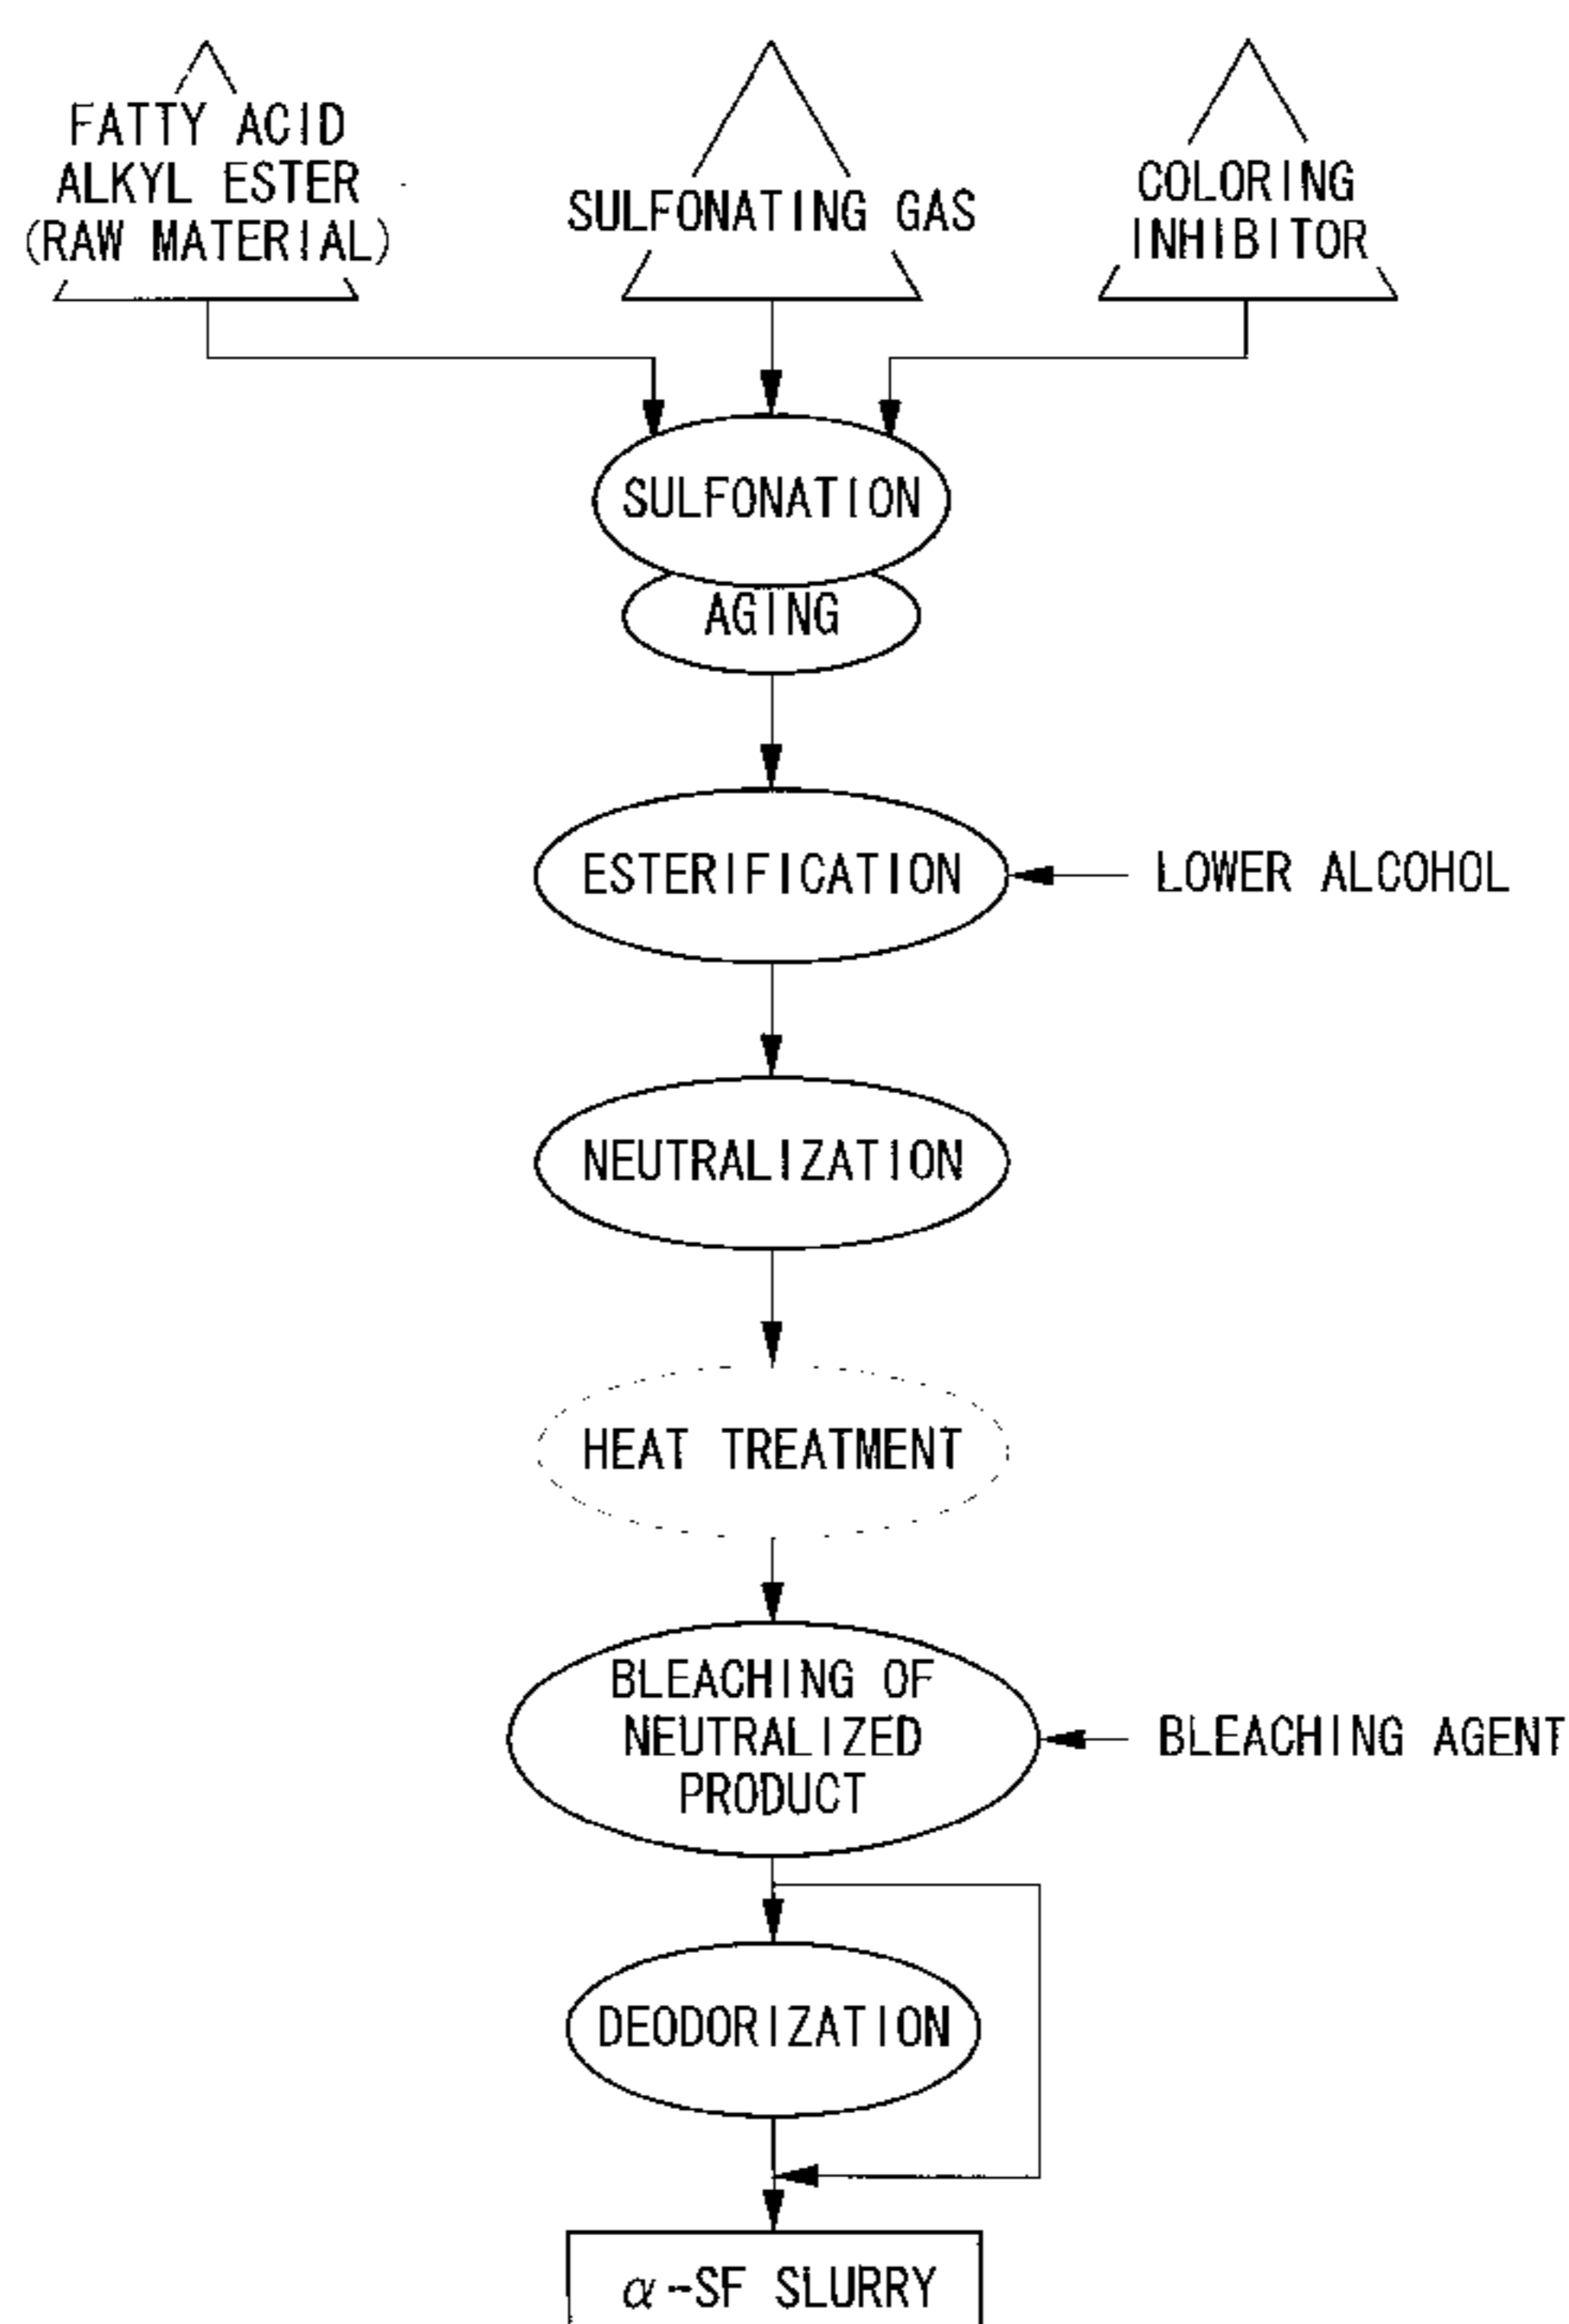 FATTY ACID
ALKYL ESTER
(RAW MATERIAL)
SULFONATING GAS
COLORING
INHIBITOR
SULFONATION
AGING
ESTERIFICATION
LOWER ALCOHOL
NEUTRALIZATION
HEAT TREATMENT
BLEACHING OF
NEUTRALIZED
PRODUCT
BLEACHING AGENT
DEODORIZATION
α-SF SLURRY